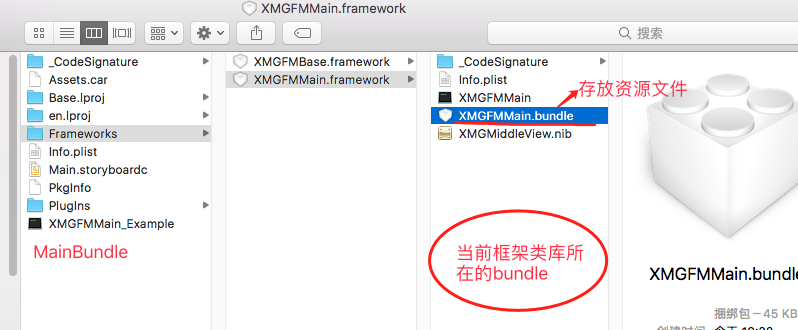 XMGFMMain.framework
搜索
_CodeSignature
Assets.car
Base.lproj
en.lproj
Frameworks
Info.plist
Main.storyboardc
PkgInfo
PlugIns
XMGFMMain_Example
MainBundle
XMGFMBase.framework
XMGFMMain.framework
_CodeSignature
Info.plist
XMGFMMain
XMGFMMain.bundle
XMGMiddleView.nib
存放资源文件
当前框架类库所
在的bundle
XMGFMMain.bundle
捆绑包 — 45 KB